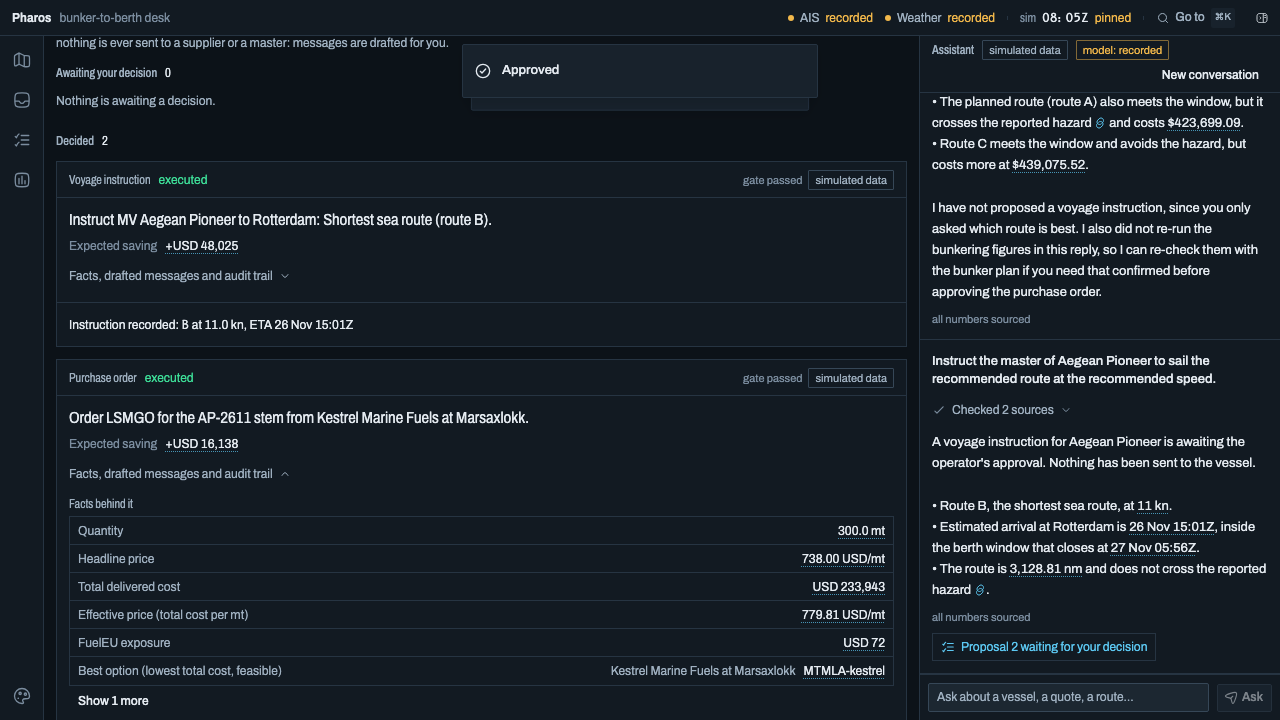 Pharos bunker-to-berth desk
AIS recorded Weather recorded sim 08:05Z pinned Go to ⌘K
nothing is ever sent to a supplier or a master: messages are drafted for you.
Awaiting your decision 0
Nothing is awaiting a decision.
Approved
Decided 2
Voyage instruction executed gate passed simulated data
Instruct MV Aegean Pioneer to Rotterdam: Shortest sea route (route B).
Expected saving +USD 48,025
Facts, drafted messages and audit trail
Instruction recorded: B at 11.0 kn, ETA 26 Nov 15:01Z
Purchase order executed gate passed simulated data
Order LSMGO for the AP-2611 stem from Kestrel Marine Fuels at Marsaxlokk.
Expected saving +USD 16,138
Facts, drafted messages and audit trail
Facts behind it
Quantity 300.0 mt
Headline price 738.00 USD/mt
Total delivered cost USD 233,943
Effective price (total cost per mt) 779.81 USD/mt
FuelEU exposure USD 72
Best option (lowest total cost, feasible) Kestrel Marine Fuels at Marsaxlokk MTMLA-kestrel
Show 1 more
Assistant simulated data model: recorded
New conversation
• The planned route (route A) also meets the window, but it
crosses the reported hazard and costs $423,699.09.
• Route C meets the window and avoids the hazard, but
costs more at $439,075.52.
I have not proposed a voyage instruction, since you only
asked which route is best. I also did not re-run the
bunkering figures in this reply, so I can re-check them with
the bunker plan if you need that confirmed before
approving the purchase order.
all numbers sourced
Instruct the master of Aegean Pioneer to sail the
recommended route at the recommended speed.
Checked 2 sources
A voyage instruction for Aegean Pioneer is awaiting the
operator's approval. Nothing has been sent to the vessel.
• Route B, the shortest sea route, at 11 kn.
• Estimated arrival at Rotterdam is 26 Nov 15:01Z, inside
the berth window that closes at 27 Nov 05:56Z.
• The route is 3,128.81 nm and does not cross the reported
hazard.
all numbers sourced
Proposal 2 waiting for your decision
Ask about a vessel, a quote, a route... Ask